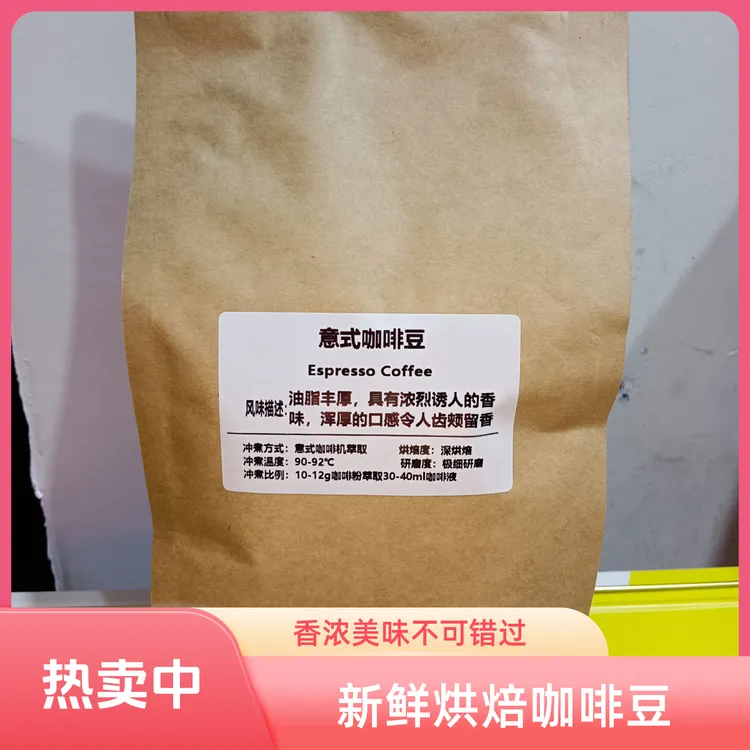 意式咖啡豆
Espresso Coffee
风味描述:油脂丰厚，具有浓烈诱人的香
味，浑厚的口感令人齿颊留香
冲煮方式：意式咖啡机萃取 烘焙度：深烘焙
冲煮温度：90-92℃ 研磨度：极细研磨
冲煮比例：10-12g咖啡粉萃取30-40ml咖啡液
香浓美味不可错过
热卖中
新鲜烘焙咖啡豆